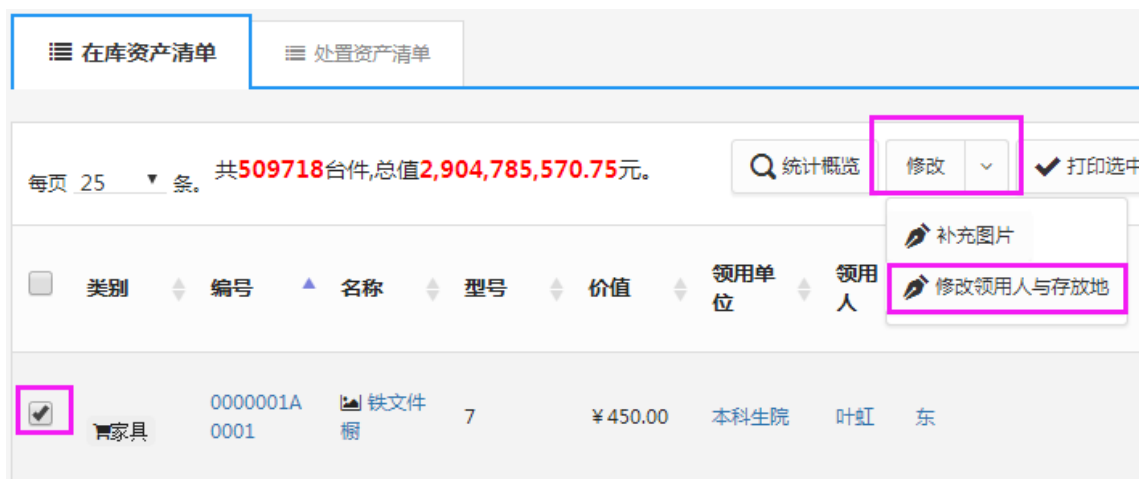 在库资产清单
处置资产清单
每页 25 条。
共509718台件,总值2,904,785,570.75元。
统计概览
修改
打印选中
补充图片
修改领用人与存放地
类别
编号
名称
型号
价值
领用单
位
领用
人
家具
0000001A
0001
铁文件
橱
7
¥450.00
本科生院
叶虹
东